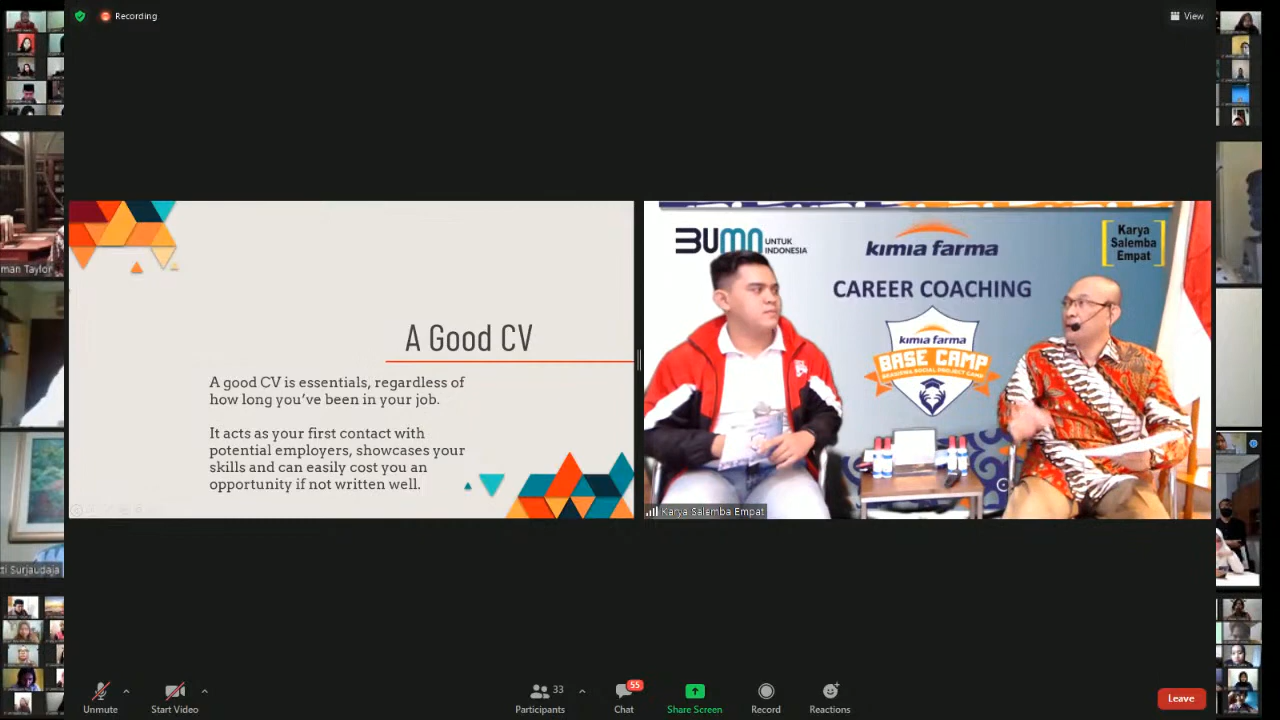 Recording
View
man Taylor
ti Surjaudaja
A Good CV
A good CV is essentials, regardless of
how long you've been in your job.
It acts as your first contact with
potential employers, showcases your
skills and can easily cost you an
opportunity if not written well.
BUMN
UNTUK
INDONESIA
kimia farma
Karya
Salemba
Empat
CAREER COACHING
kimia farma
BASE CAMP
Karya Salemba Empat
Unmute
Start Video
33
Participants
55
Chat
Share Screen
Record
Reactions
Leave